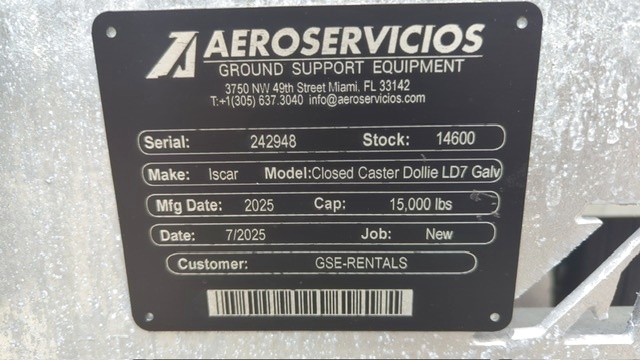 AEROSERVICIOS
GROUND SUPPORT EQUIPMENT
3750 NW 49th Street Miami, FL 33142
T:+1(305) 637.3040 info@aeroservicios.com
Serial: 242948 Stock: 14600
Make: Iscar Model:Closed Caster Dollie LD7 Galv
Mfg Date: 2025 Cap: 15,000 lbs
Date: 7/2025 Job: New
Customer: GSE-RENTALS